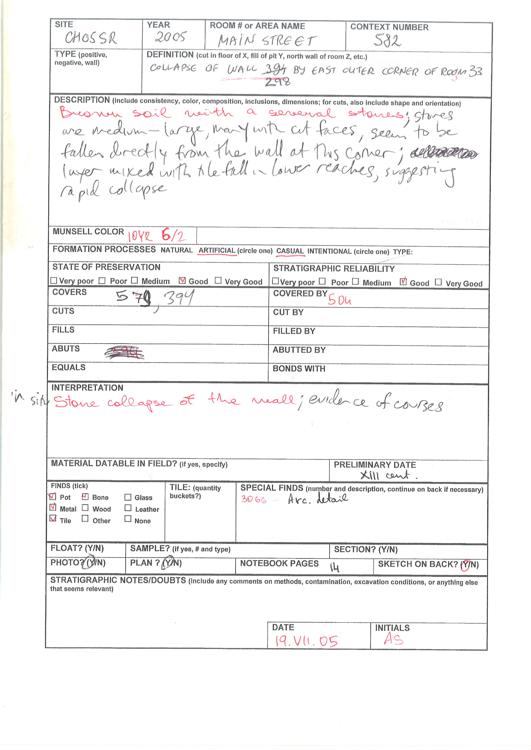 SITE
CHOSSR
YEAR
2005
ROOM # or AREA NAME
MAIN STREET
CONTEXT NUMBER
582
TYPE (positive, negative, wall)
DEFINITION (cut in floor of X, fill of pit Y, north wall of room Z, etc.)
COLLAPSE OF WALL 394 BY EAST OUTER CORNER OF ROOM 33
298
DESCRIPTION (Include consistency, color, composition, inclusions, dimensions; for cuts, also include shape and orientation)
Brown soil with a several stones; stones
are medium-large, many with cut faces, seem to be
fallen directly from the wall at this corner;
layer mixed with tile fall in lower reaches, suggesting
rapid collapse
MUNSELL COLOR 10YR 6/2
FORMATION PROCESSES NATURAL ARTIFICIAL (circle one) CASUAL INTENTIONAL (circle one) TYPE:
STATE OF PRESERVATION
Very poor Poor Medium Good Very Good
STRATIGRAPHIC RELIABILITY
Very poor Poor Medium Good Very Good
COVERS 579, 394
COVERED BY 504
CUTS
CUT BY
FILLS
FILLED BY
ABUTS
ABUTTED BY
EQUALS
BONDS WITH
INTERPRETATION
in situ Stone collapse of the wall; evidence of courses
MATERIAL DATABLE IN FIELD? (if yes, specify)
PRELIMINARY DATE
XIII cent.
FINDS (tick)
Pot Bone Glass
Metal Wood Leather
Tile Other None
TILE: (quantity buckets?)
SPECIAL FINDS (number and description, continue on back if necessary)
3066 - Arc. detail
FLOAT? (Y/N)
SAMPLE? (if yes, # and type)
SECTION? (Y/N)
PHOTO? (Y/N)
PLAN ? (Y/N)
NOTEBOOK PAGES 14
SKETCH ON BACK? (Y/N)
STRATIGRAPHIC NOTES/DOUBTS (Include any comments on methods, contamination, excavation conditions, or anything else that seems relevant)
DATE
19.VII.05
INITIALS
AS